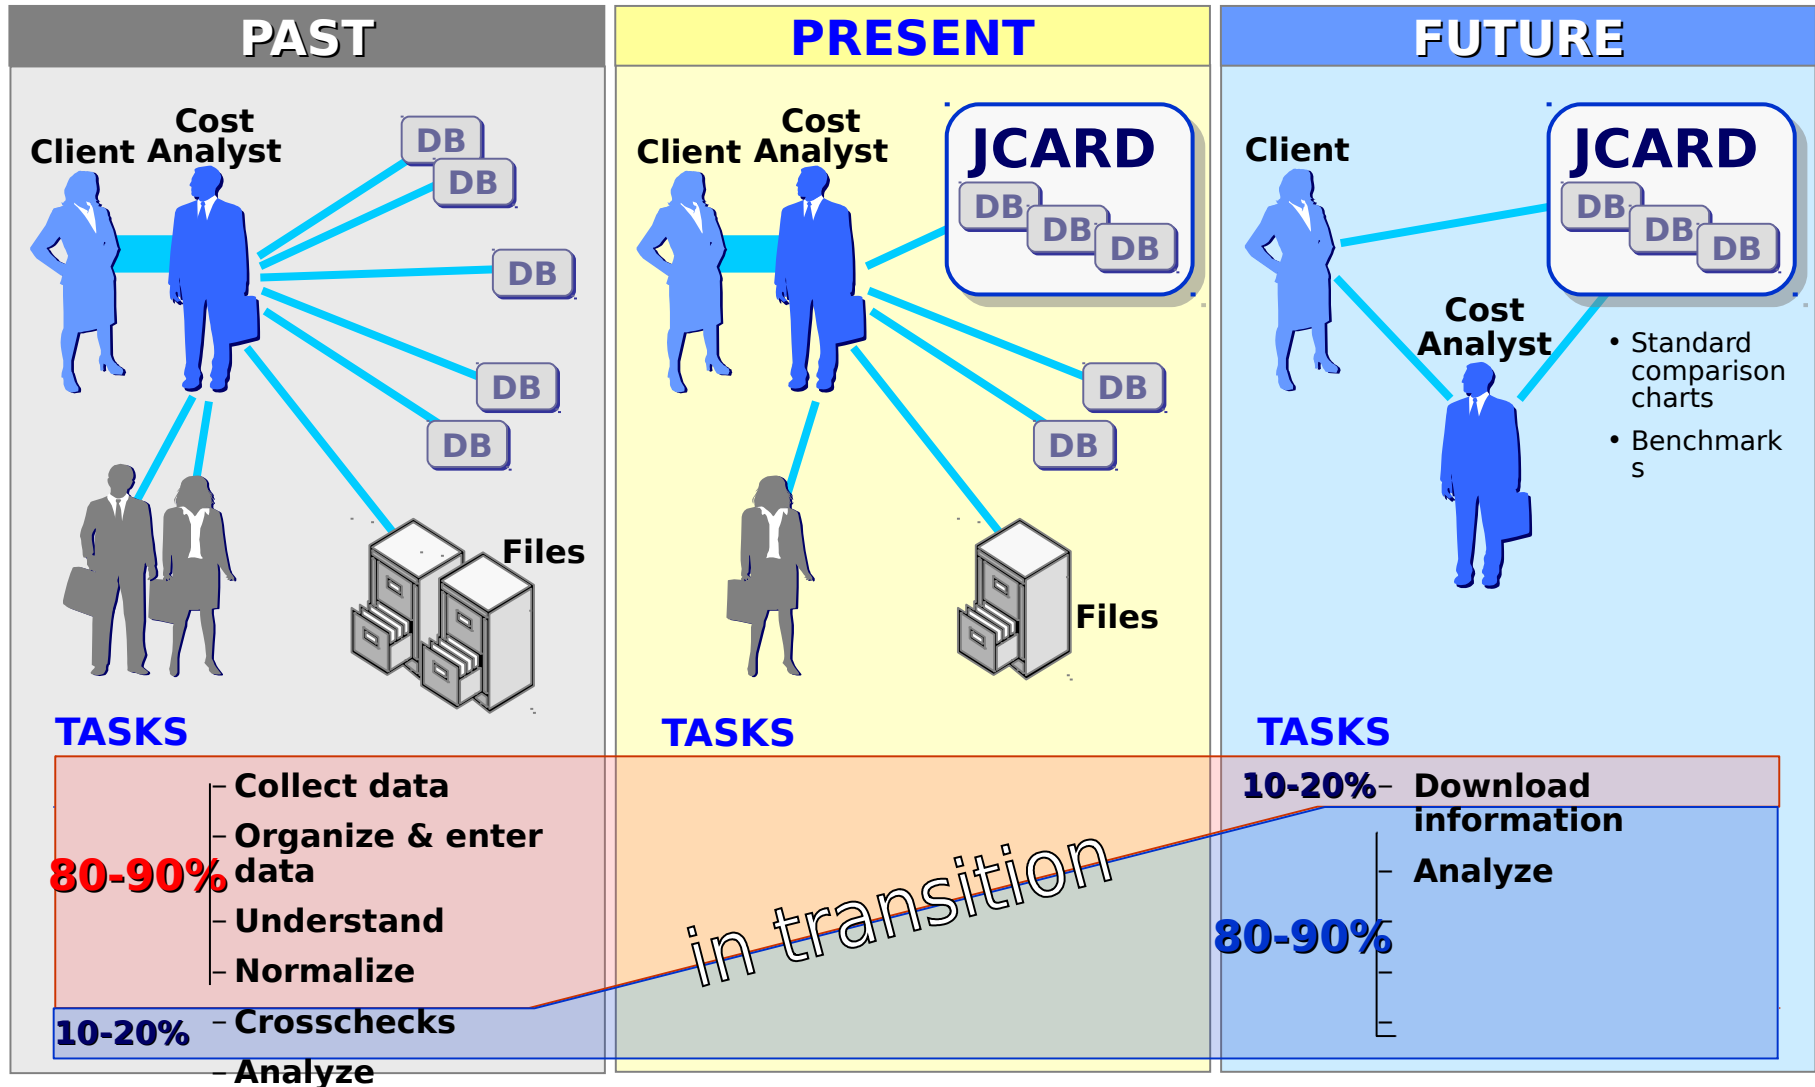 PAST
Cost
Client Analyst
DB
DB
DB
DB
DB
Files
TASKS
80-90%
– Collect data
– Organize & enter
data
– Understand
– Normalize
10-20%
– Crosschecks
– Analyze
PRESENT
Cost
Client Analyst
JCARD
DB
DB
DB
DB
DB
Files
TASKS
in transition
FUTURE
Client
JCARD
DB
DB
DB
Cost
Analyst
• Standard
comparison
charts
• Benchmark
s
TASKS
10-20%
– Download
information
– Analyze
80-90%